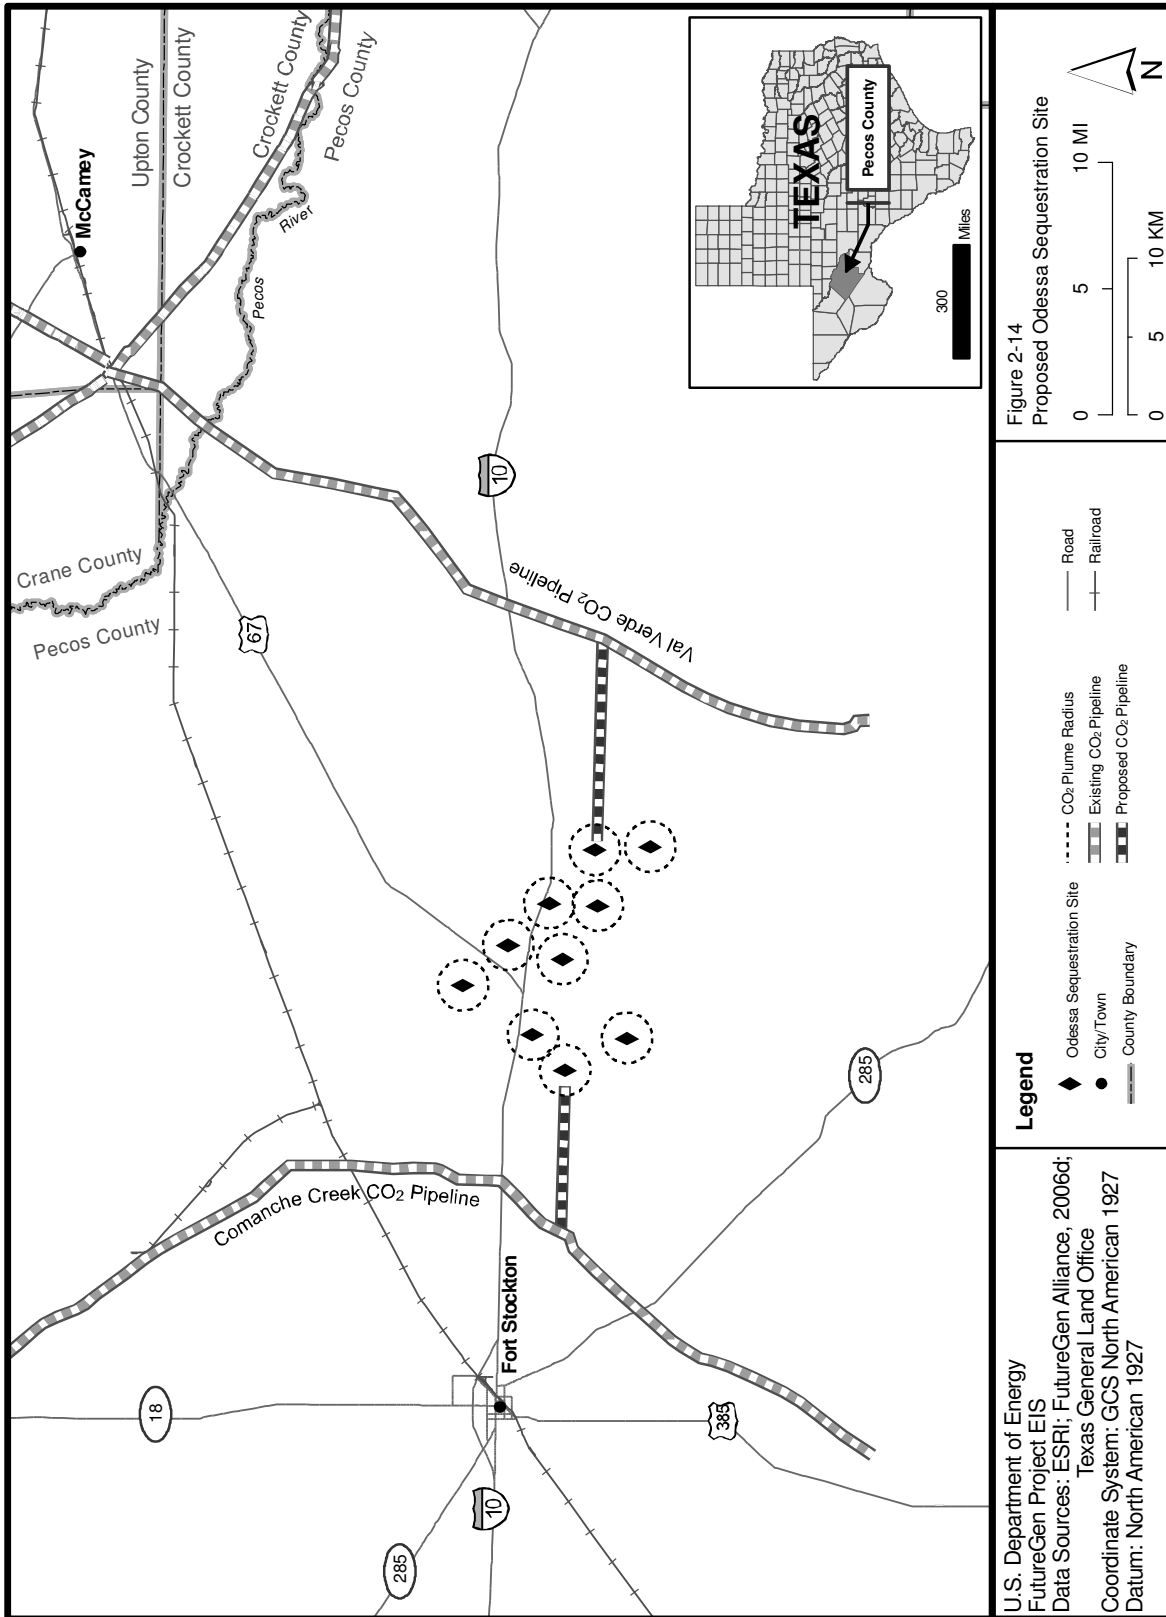 18
285
10
Fort Stockton
385
Comanche Creek CO2 Pipeline
285
67
10
Val Verde CO2 Pipeline
Pecos County
Crane County
Pecos
River
McCamey
Upton County
Crockett County
Crockett County
Pecos County
TEXAS
Pecos County
300
Miles
U.S. Department of Energy
FutureGen Project EIS
Data Sources: ESRI; FutureGen Alliance, 2006d;
Texas General Land Office
Coordinate System: GCS North American 1927
Datum: North American 1927
Legend
Odessa Sequestration Site
City/Town
County Boundary
CO2 Plume Radius
Existing CO2 Pipeline
Proposed CO2 Pipeline
Road
Railroad
Figure 2-14
Proposed Odessa Sequestration Site
0 5 10 MI
0 5 10 KM
N